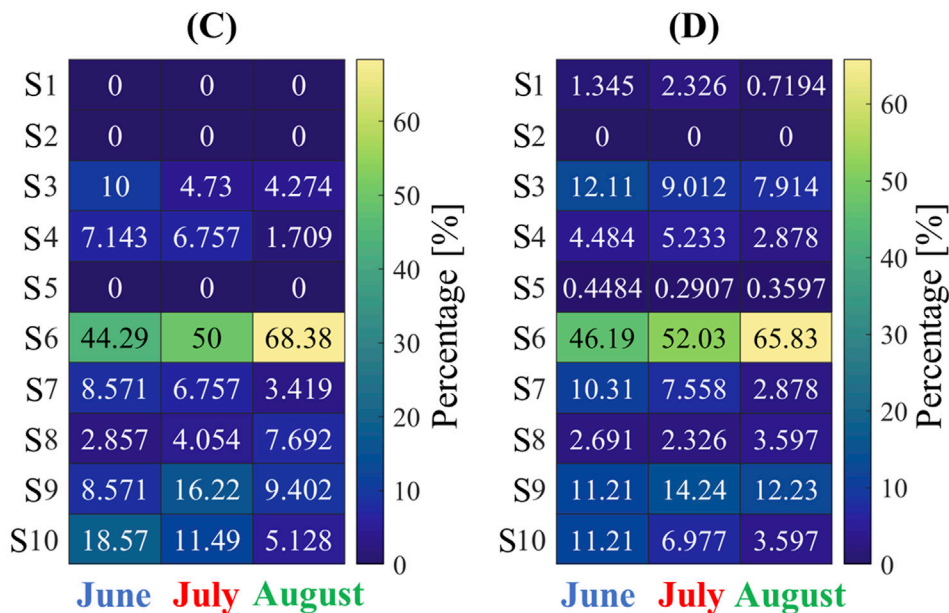 (C)
S1 0 0 0
S2 0 0 0
S3 10 4.73 4.274
S4 7.143 6.757 1.709
S5 0 0 0
S6 44.29 50 68.38
S7 8.571 6.757 3.419
S8 2.857 4.054 7.692
S9 8.571 16.22 9.402
S10 18.57 11.49 5.128
June July August
60
50
40
30
20
10
0
Percentage [%]
(D)
S1 1.345 2.326 0.7194
S2 0 0 0
S3 12.11 9.012 7.914
S4 4.484 5.233 2.878
S5 0.4484 0.2907 0.3597
S6 46.19 52.03 65.83
S7 10.31 7.558 2.878
S8 2.691 2.326 3.597
S9 11.21 14.24 12.23
S10 11.21 6.977 3.597
June July August
60
50
40
30
20
10
0
Percentage [%]